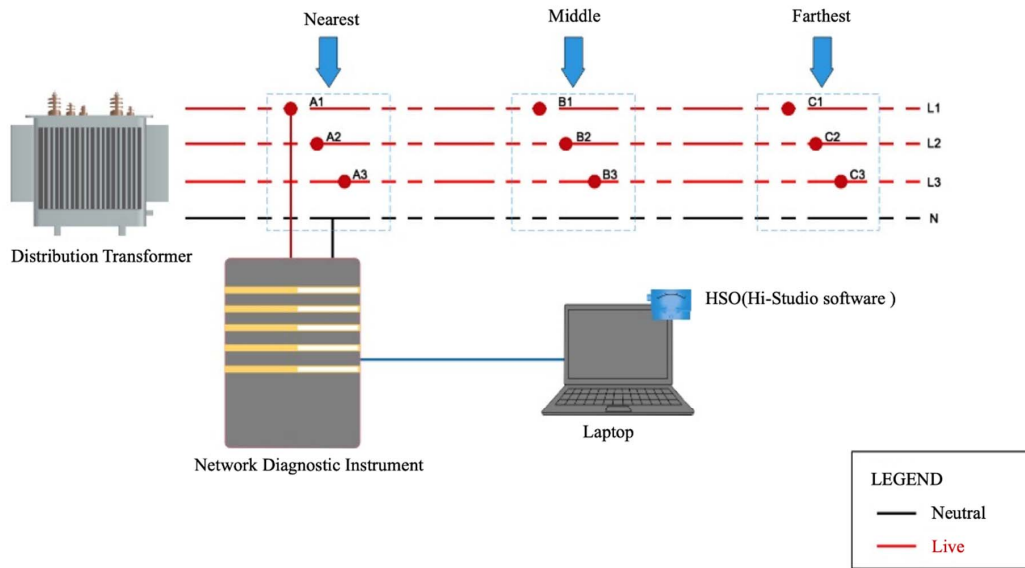 Nearest
Middle
Farthest
A1
B1
C1
L1
A2
B2
C2
L2
A3
B3
C3
L3
N
Distribution Transformer
HSO(Hi-Studio software )
Laptop
Network Diagnostic Instrument
LEGEND
Neutral
Live